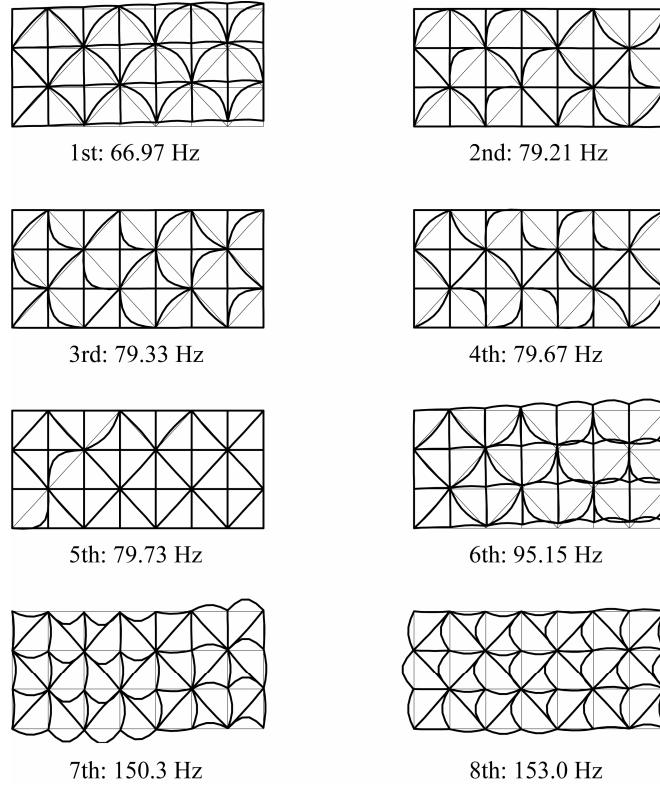 1st: 66.97 Hz
2nd: 79.21 Hz
3rd: 79.33 Hz
4th: 79.67 Hz
5th: 79.73 Hz
6th: 95.15 Hz
7th: 150.3 Hz
8th: 153.0 Hz